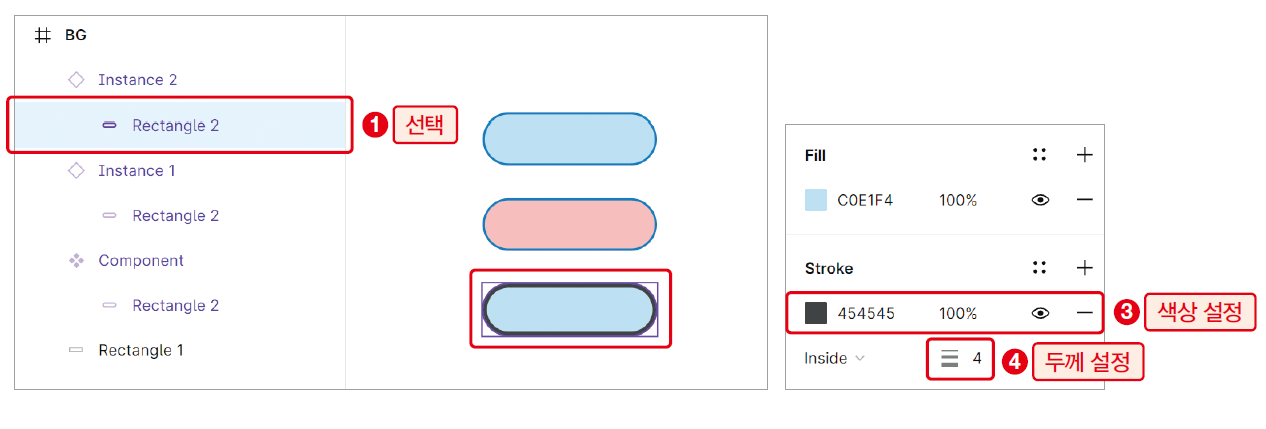 BG
Instance 2
Rectangle 2
1 선택
Instance 1
Rectangle 2
Component
Rectangle 2
Rectangle 1
Fill
C0E1F4 100%
Stroke
454545 100%
3 색상 설정
Inside 4
4 두께 설정